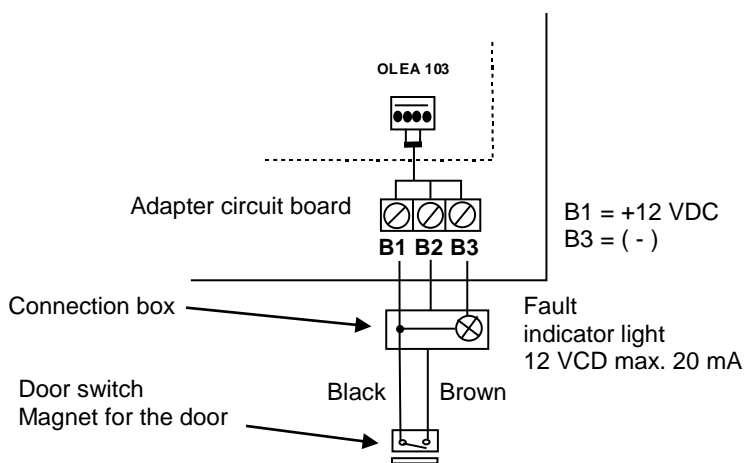 OLEA 103
Adapter circuit board
B1 B2 B3
B1 = +12 VDC
B3 = ( - )
Connection box
Fault
indicator light
12 VCD max. 20 mA
Door switch
Magnet for the door
Black
Brown